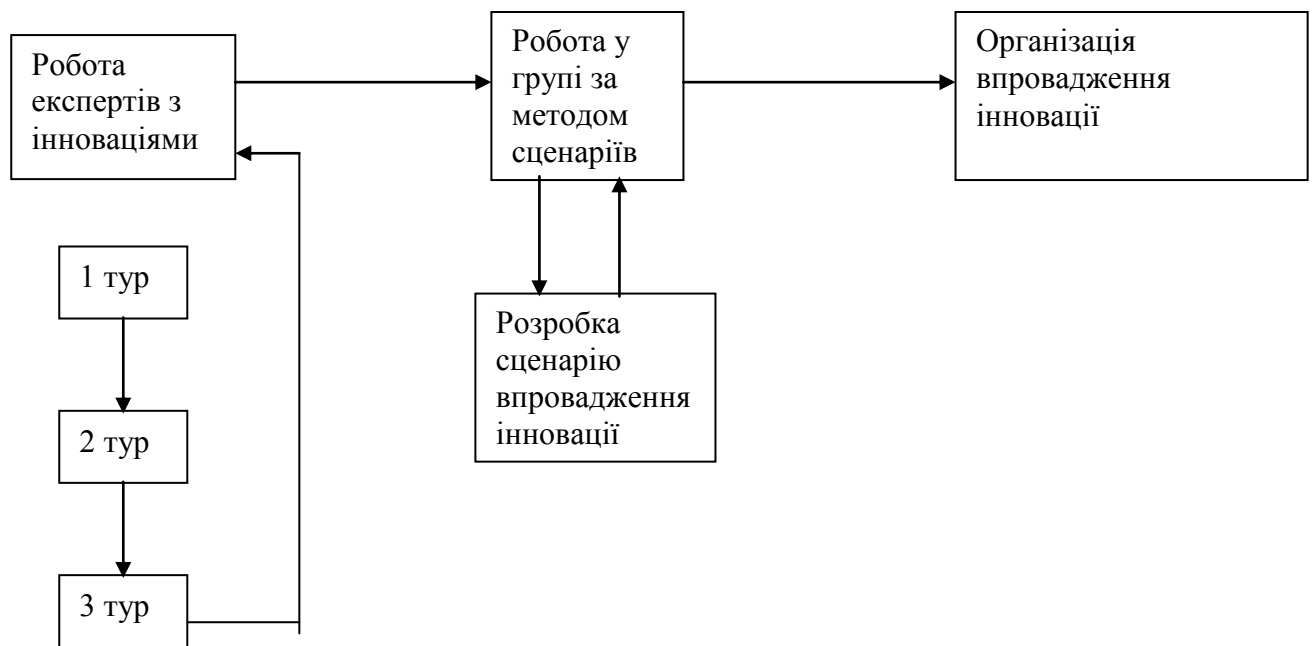 Робота
експертів з
інноваціями
Робота у
групі за
методом
сценаріїв
Організація
впровадження
інновації
1 тур
2 тур
3 тур
Розробка
сценарію
впровадження
інновації